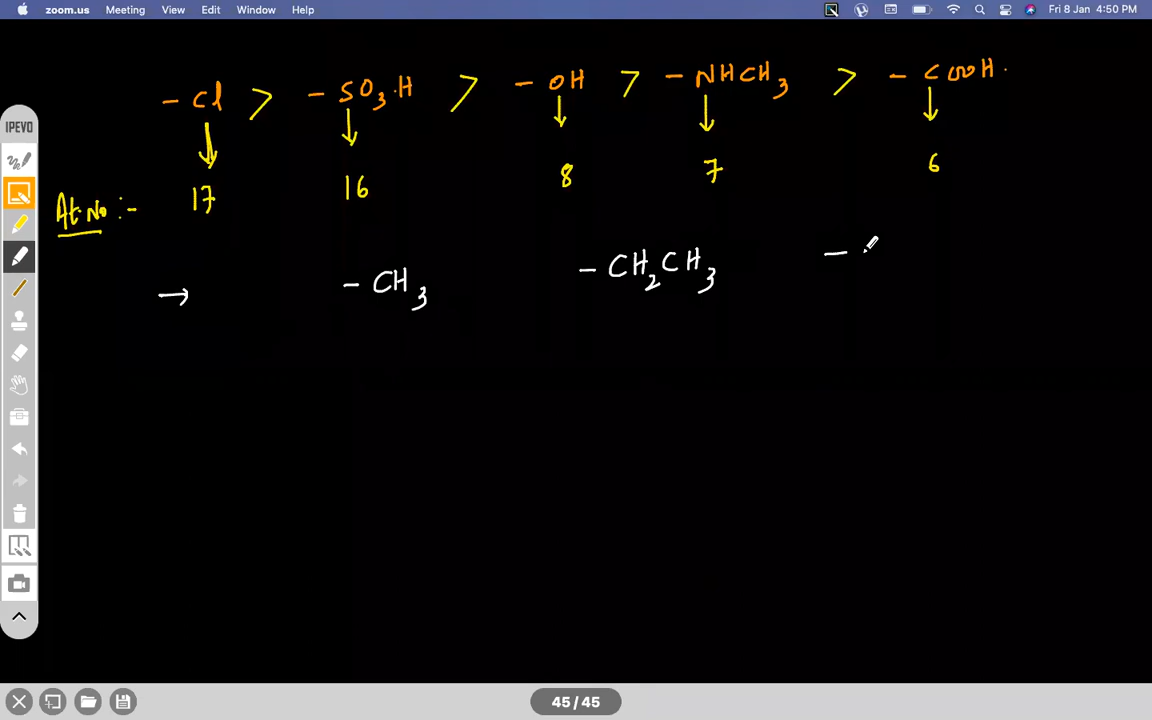 zoom.us Meeting View Edit Window Help Fri 8 Jan 4:50 PM
- Cl > - SO3.H > - OH > - NHCH3 > - COOH.
IPEVO
At.No :- 17 16 8 7 6
→ - CH3 - CH2CH3 -
45 / 45